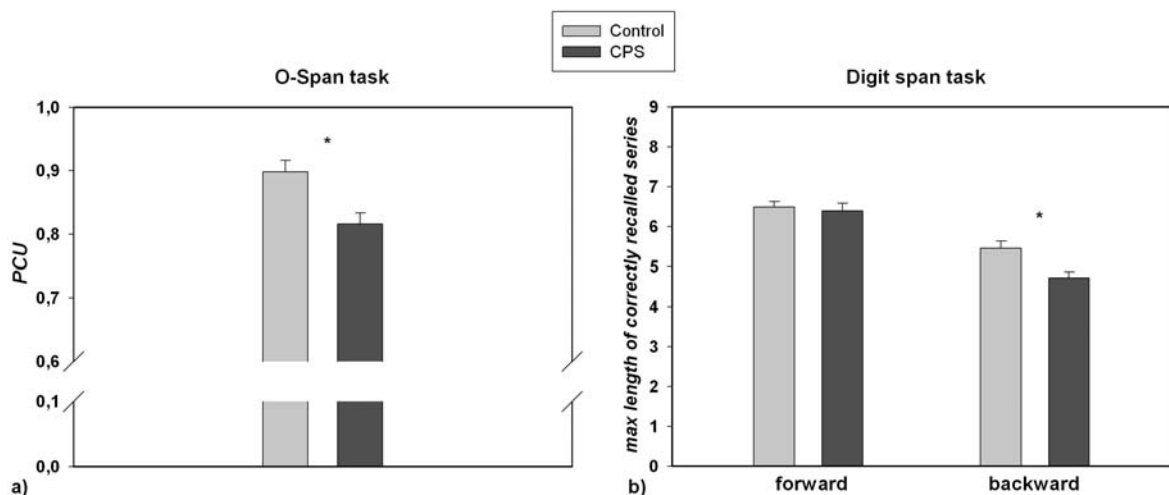 Control
CPS
O-Span task
Digit span task
1,0
0,9
0,8
0,7
0,6
0,1
0,0
PCU
*
a)
9
8
7
6
5
4
3
2
1
0
max length of correctly recalled series
*
forward
backward
b)